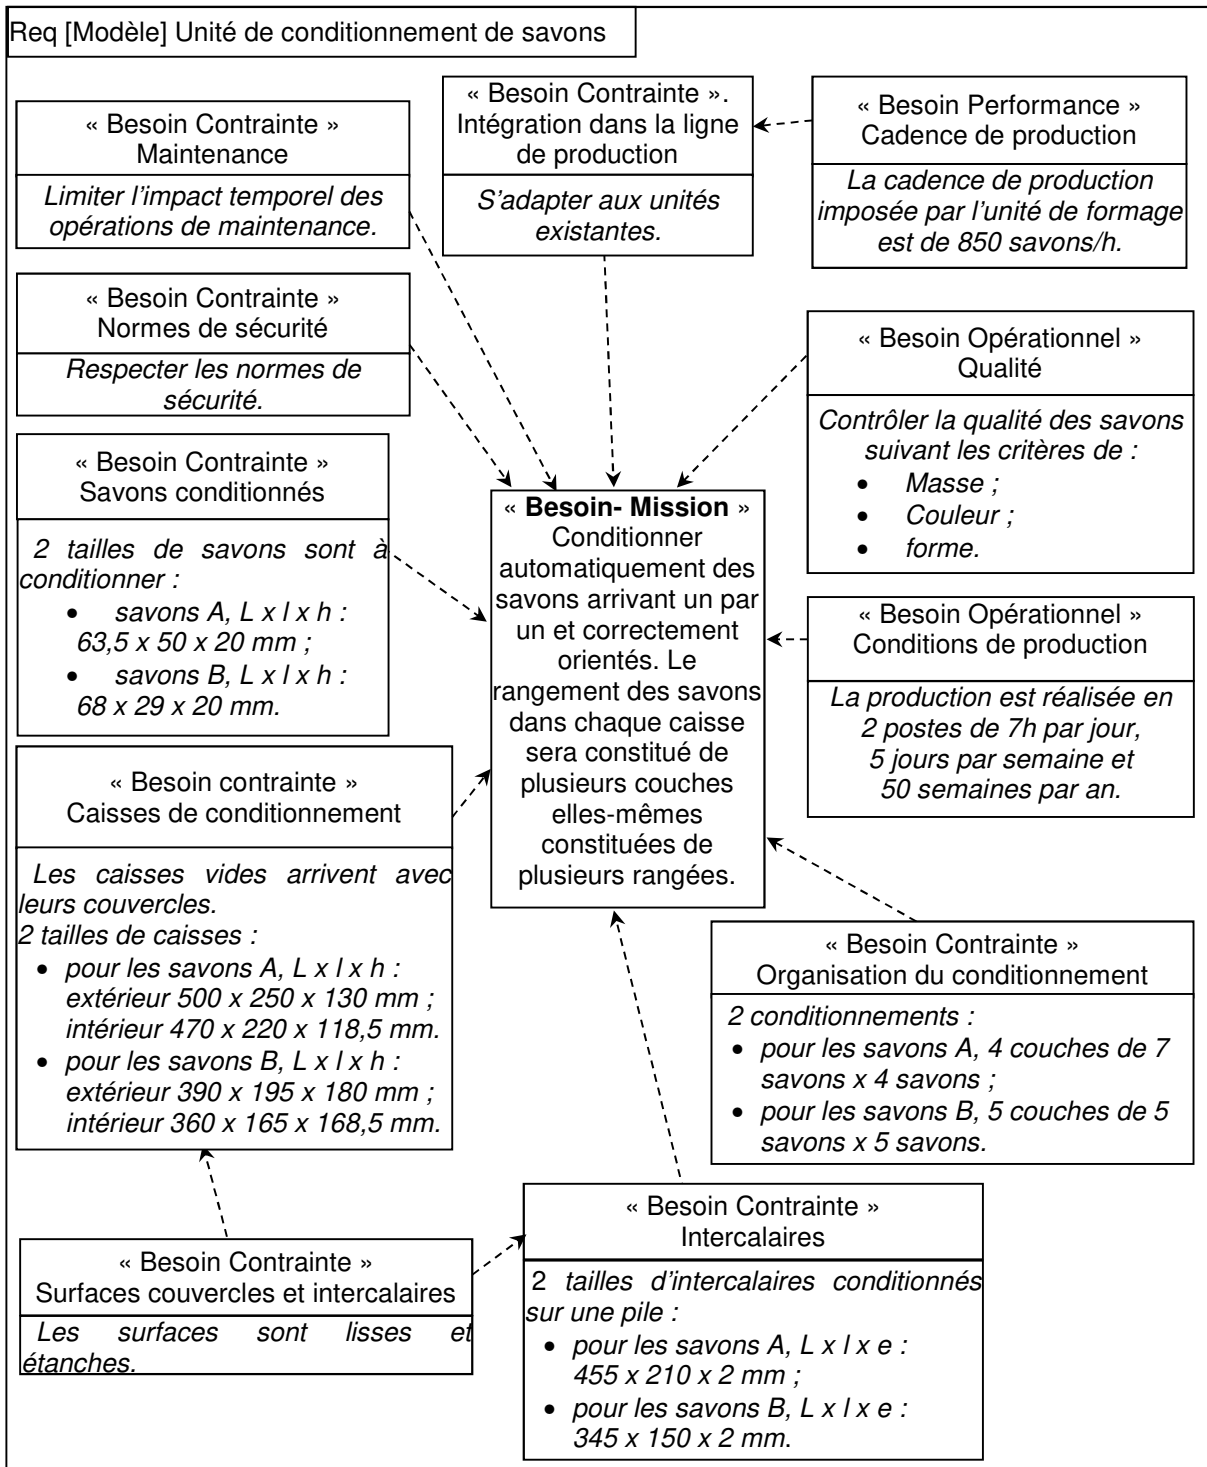 Req [Modèle] Unité de conditionnement de savons
« Besoin Contrainte »
Maintenance
Limiter l'impact temporel des
opérations de maintenance.
« Besoin Contrainte ».
Intégration dans la ligne
de production
S'adapter aux unités
existantes.
« Besoin Performance »
Cadence de production
La cadence de production
imposée par l'unité de formage
est de 850 savons/h.
« Besoin Contrainte »
Normes de sécurité
Respecter les normes de
sécurité.
« Besoin Opérationnel »
Qualité
Contrôler la qualité des savons
suivant les critères de :
• Masse ;
• Couleur ;
• forme.
« Besoin Contrainte »
Savons conditionnés
2 tailles de savons sont à
conditionner :
• savons A, L x l x h :
63,5 x 50 x 20 mm ;
• savons B, L x l x h :
68 x 29 x 20 mm.
« Besoin- Mission »
Conditionner
automatiquement des
savons arrivant un par
un et correctement
orientés. Le
rangement des savons
dans chaque caisse
sera constitué de
plusieurs couches
elles-mêmes
constituées de
plusieurs rangées.
« Besoin Opérationnel »
Conditions de production
La production est réalisée en
2 postes de 7h par jour,
5 jours par semaine et
50 semaines par an.
« Besoin contrainte »
Caisses de conditionnement
Les caisses vides arrivent avec
leurs couvercles.
2 tailles de caisses :
• pour les savons A, L x l x h :
extérieur 500 x 250 x 130 mm ;
intérieur 470 x 220 x 118,5 mm.
• pour les savons B, L x l x h :
extérieur 390 x 195 x 180 mm ;
intérieur 360 x 165 x 168,5 mm.
« Besoin Contrainte »
Organisation du conditionnement
2 conditionnements :
• pour les savons A, 4 couches de 7
savons x 4 savons ;
• pour les savons B, 5 couches de 5
savons x 5 savons.
« Besoin Contrainte »
Surfaces couvercles et intercalaires
Les surfaces sont lisses et
étanches.
« Besoin Contrainte »
Intercalaires
2 tailles d'intercalaires conditionnés
sur une pile :
• pour les savons A, L x l x e :
455 x 210 x 2 mm ;
• pour les savons B, L x l x e :
345 x 150 x 2 mm.